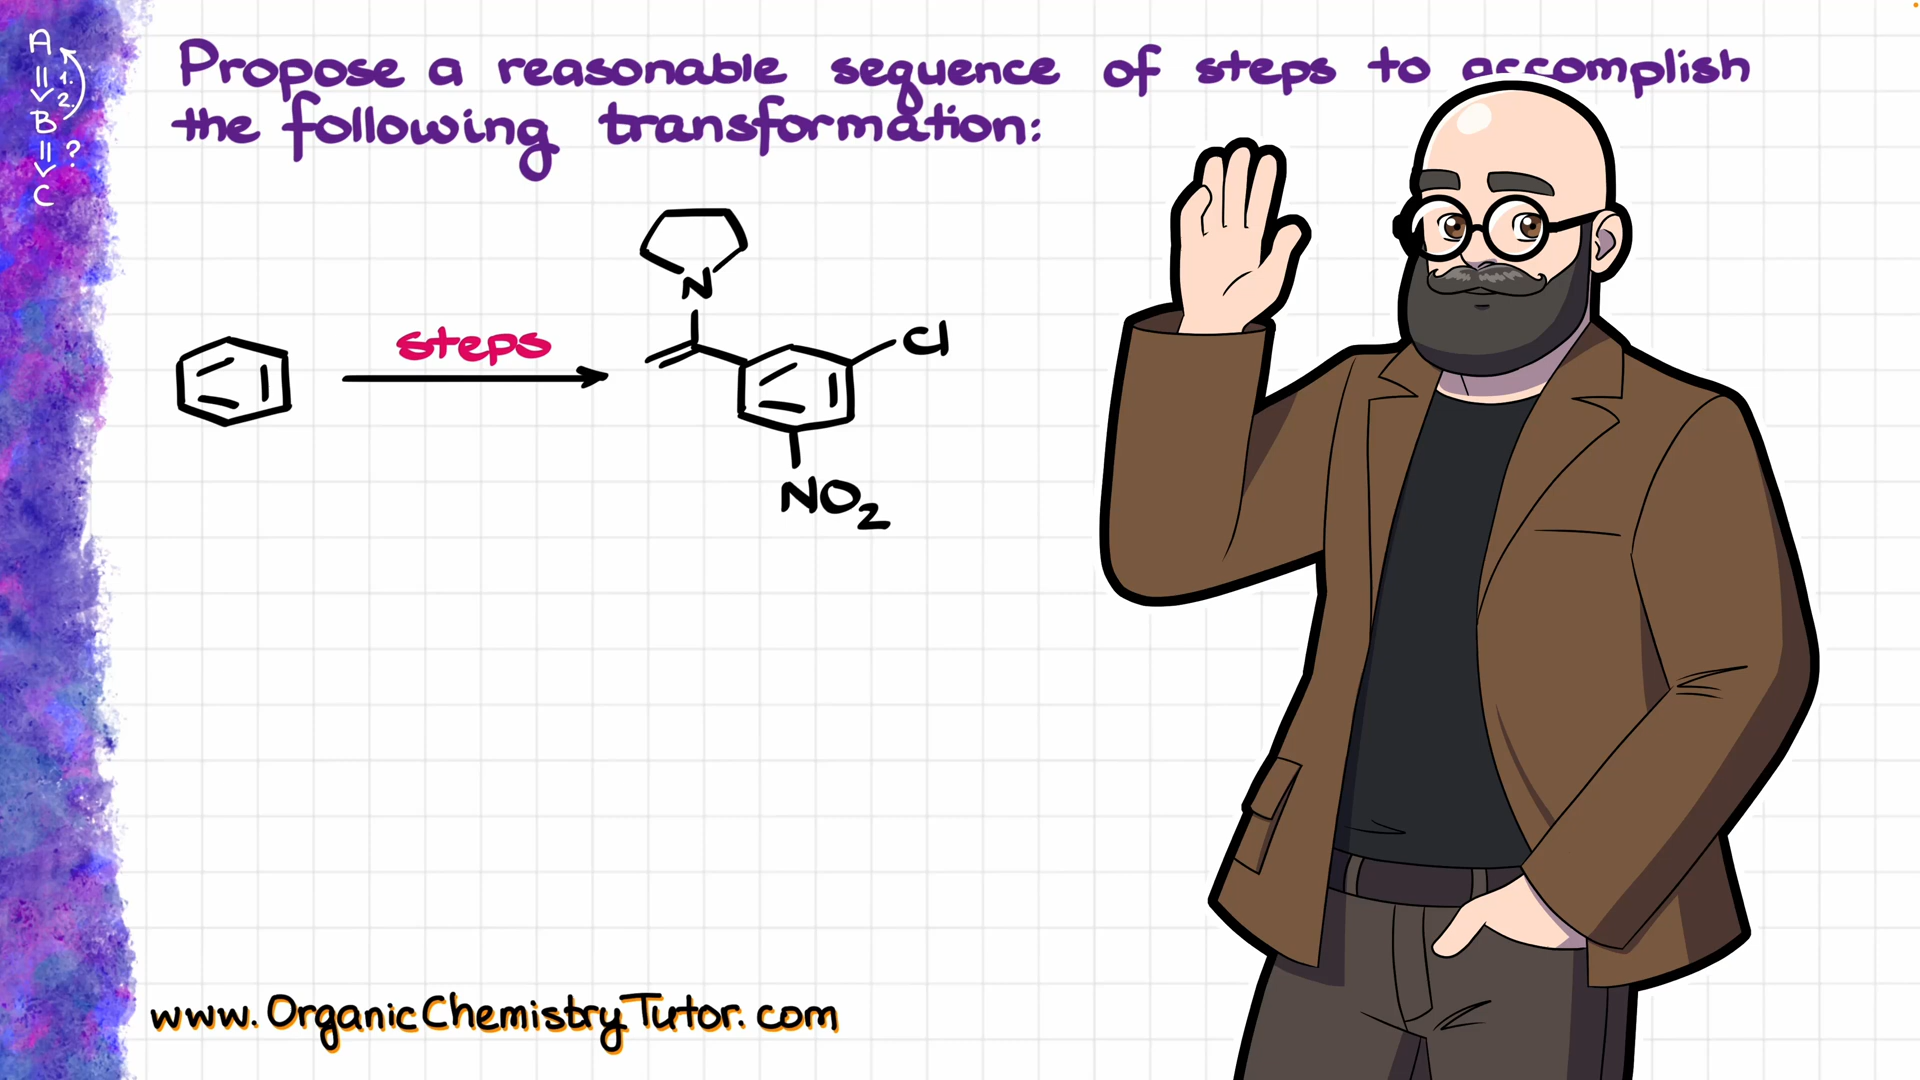 Propose a reasonable sequence of steps to accomplish
the following transformation:
A
1.
2.
B
?
C
steps
N
Cl
NO₂
www.OrganicChemistryTutor.com